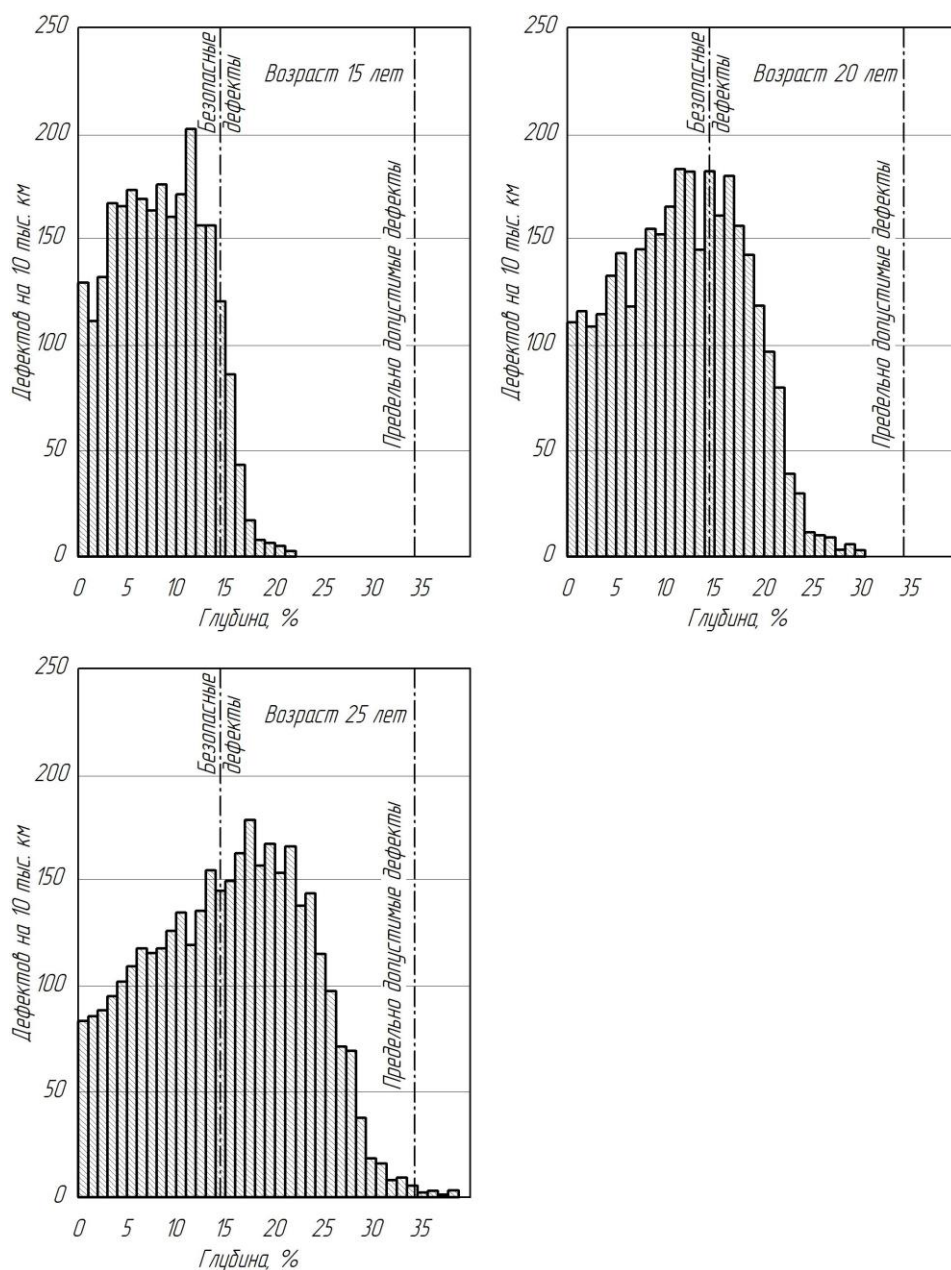 250
200
150
100
50
0
Дефектов на 10 тыс. км
Безопасные
дефекты
Возраст 15 лет
Предельно допустимые дефекты
0 5 10 15 20 25 30 35
Глубина, %
250
200
150
100
50
0
Дефектов на 10 тыс. км
Безопасные
дефекты
Возраст 20 лет
Предельно допустимые дефекты
0 5 10 15 20 25 30 35
Глубина, %
250
200
150
100
50
0
Дефектов на 10 тыс. км
Безопасные
дефекты
Возраст 25 лет
Предельно допустимые дефекты
0 5 10 15 20 25 30 35
Глубина, %